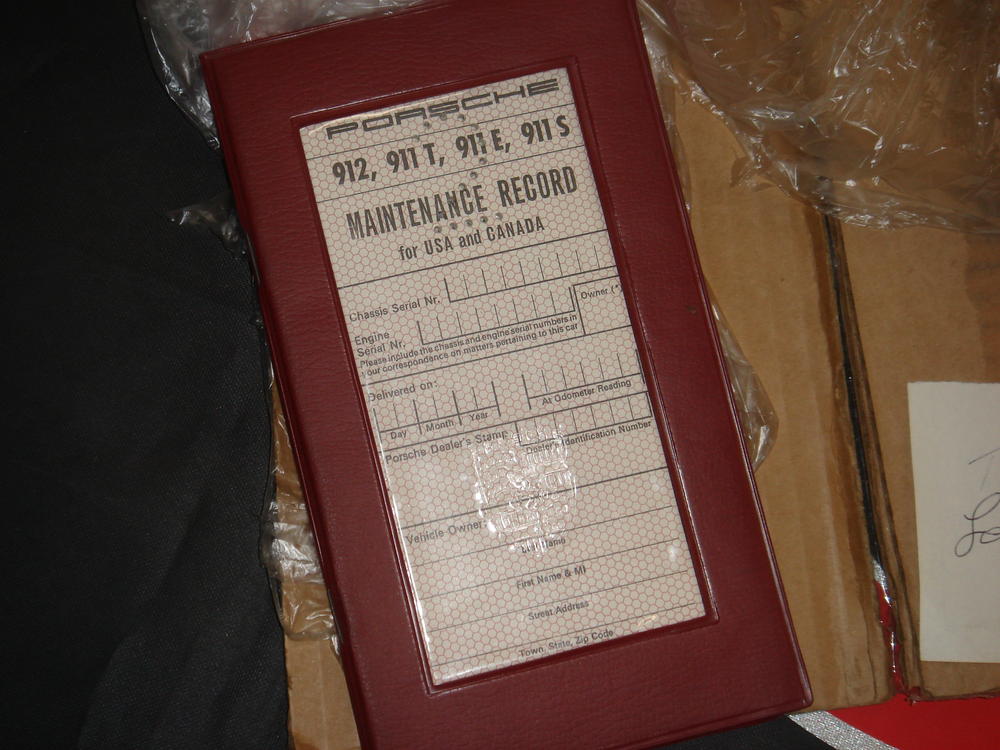 PORSCHE
912, 911 T, 911 E, 911 S
MAINTENANCE RECORD
for USA and CANADA
Chassis Serial Nr.
Owner (*)
Engine
Serial Nr.
Please include the chassis and engine serial numbers in
your correspondence on matters pertaining to this car
Delivered on:
Day Month Year
At Odometer Reading
Porsche Dealer's Stamp:
Dealer's Identification Number
Vehicle Owner:
Last Name
First Name & MI
Street Address
Town, State, Zip Code